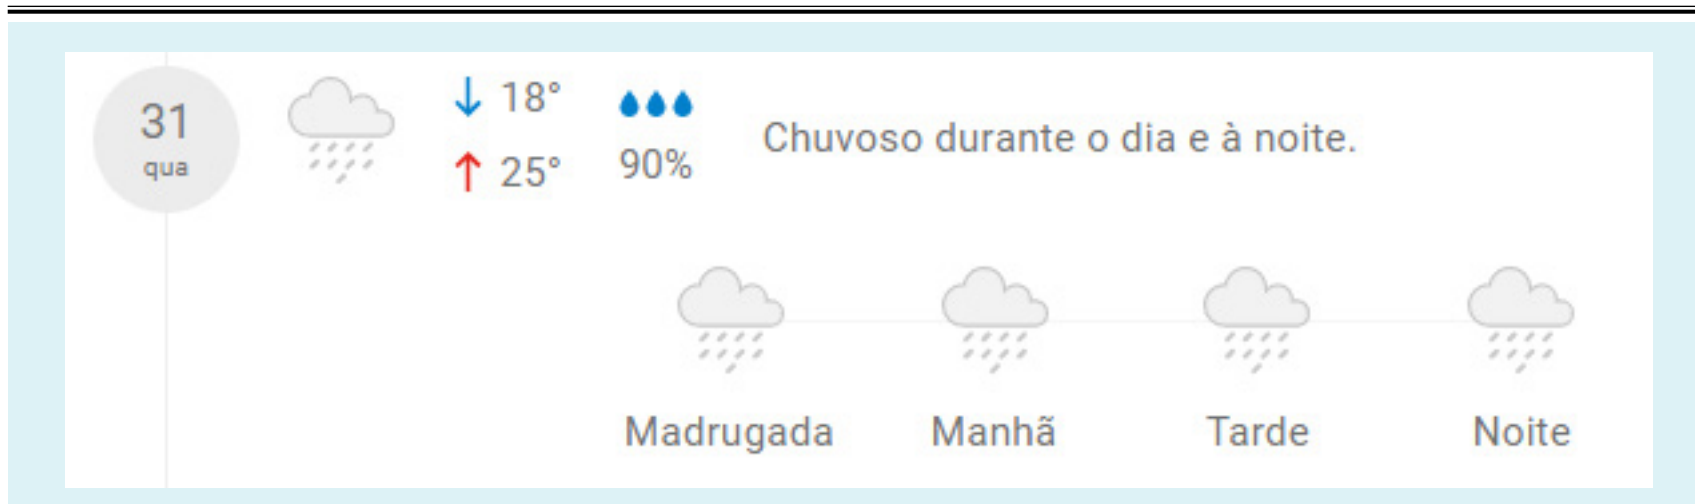 31
qua
18°
25°
90%
Chuvoso durante o dia e à noite.
Madrugada
Manhã
Tarde
Noite